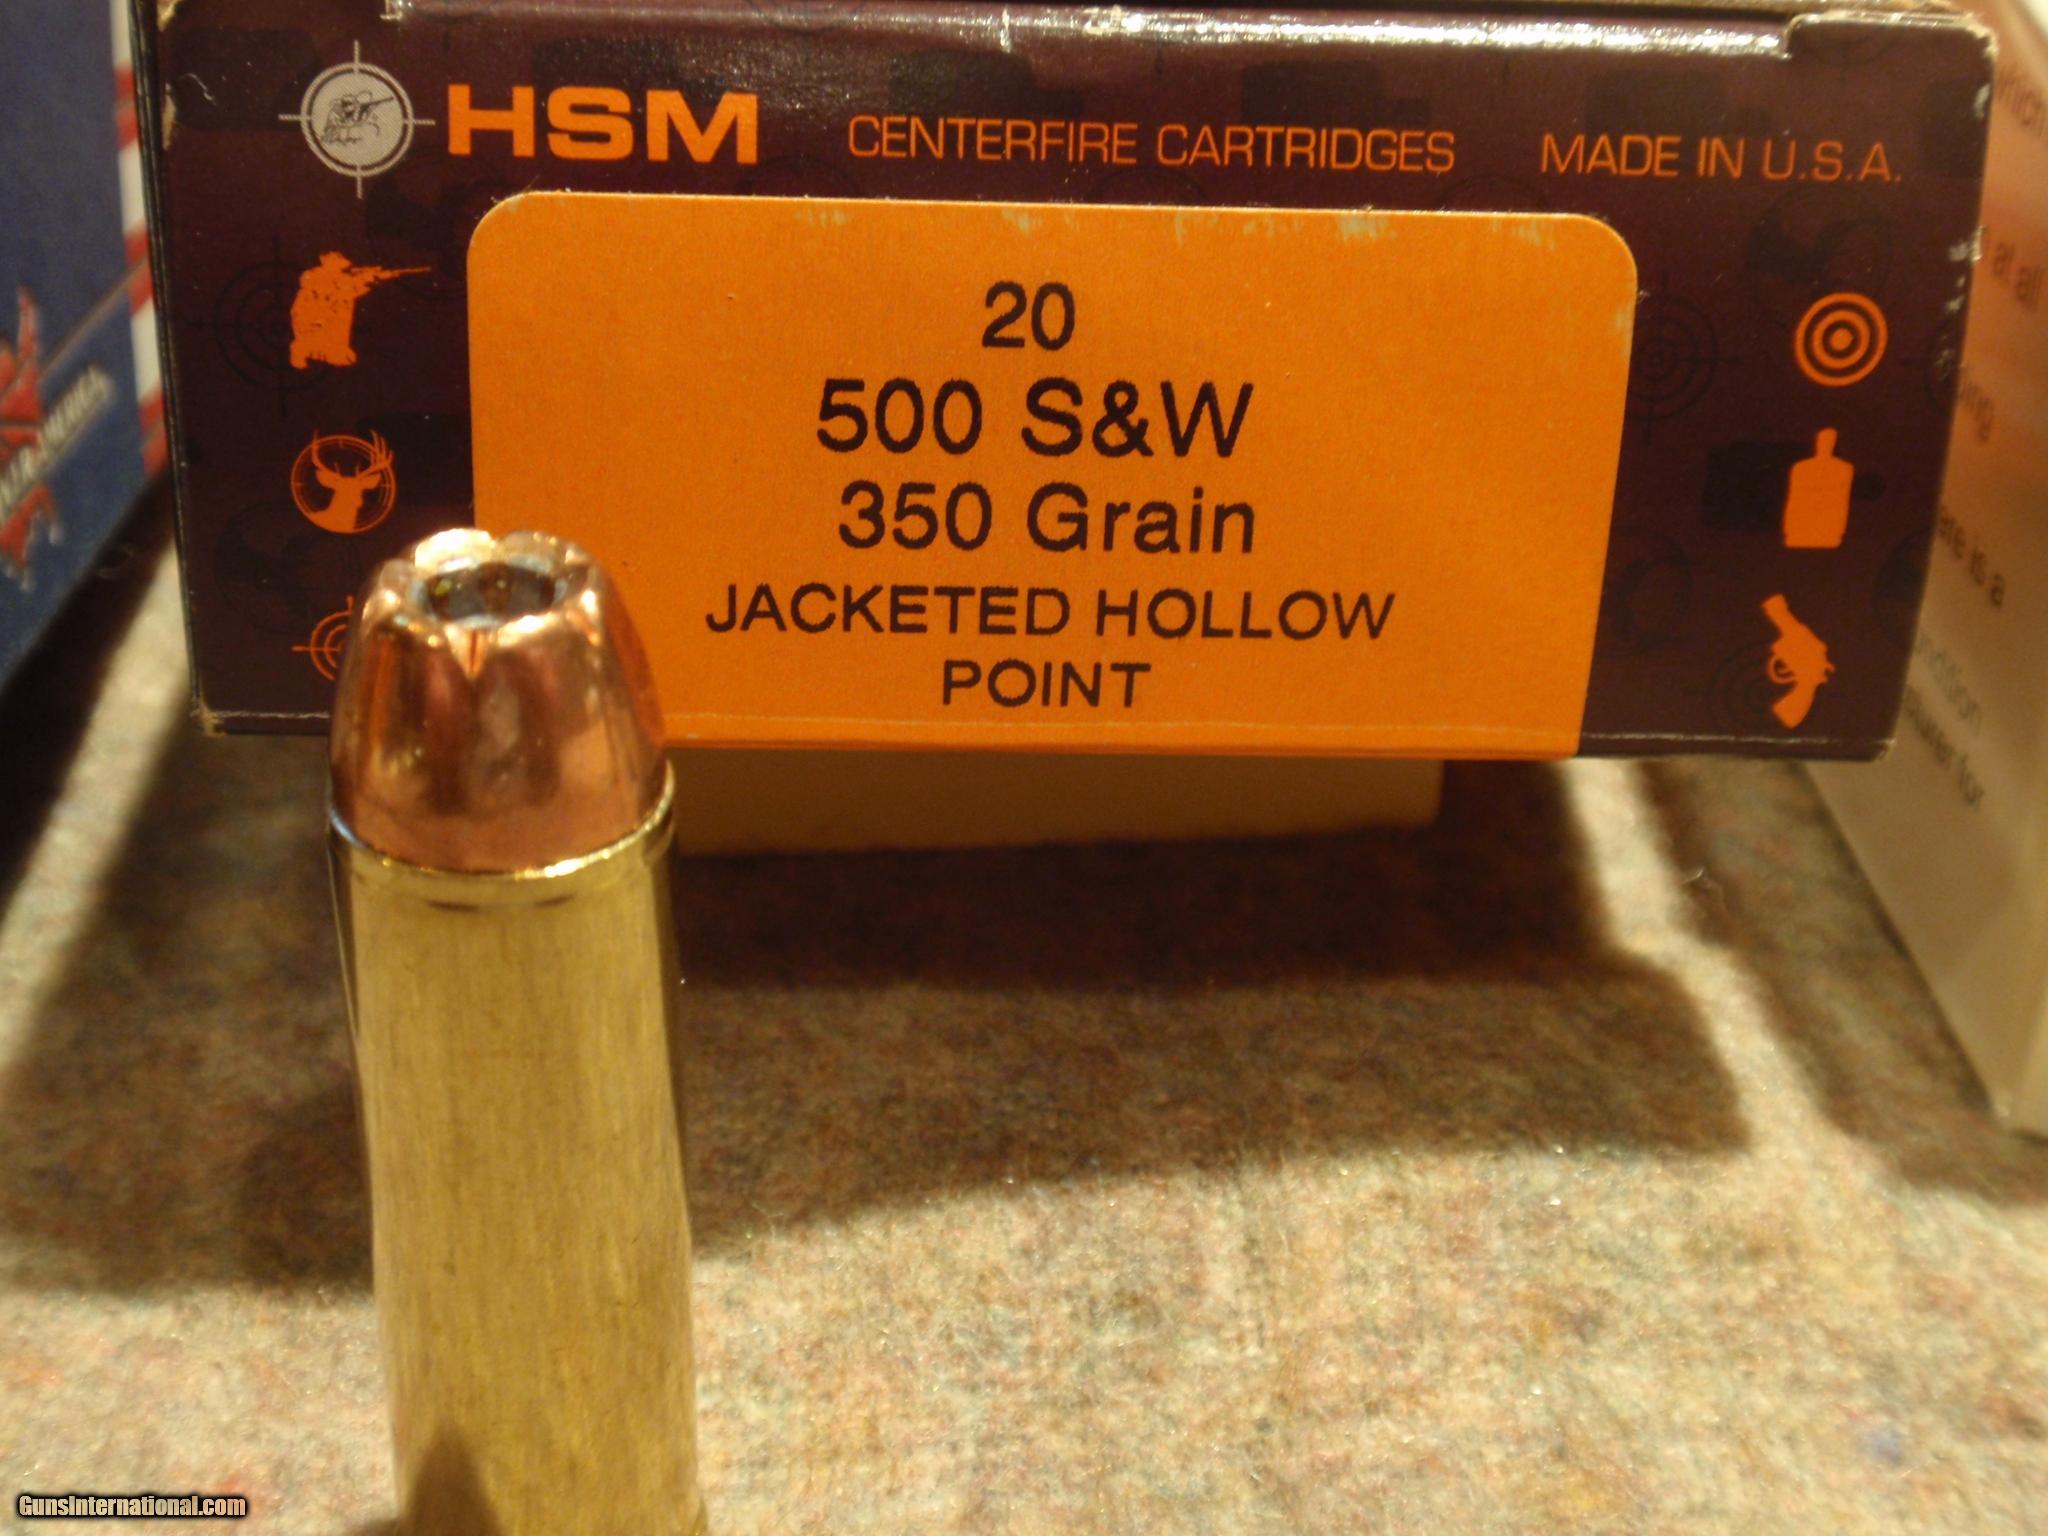 HSM CENTERFIRE CARTRIDGES MADE IN U.S.A.
20
500 S&W
350 Grain
JACKETED HOLLOW
POINT
GunsInternational.com